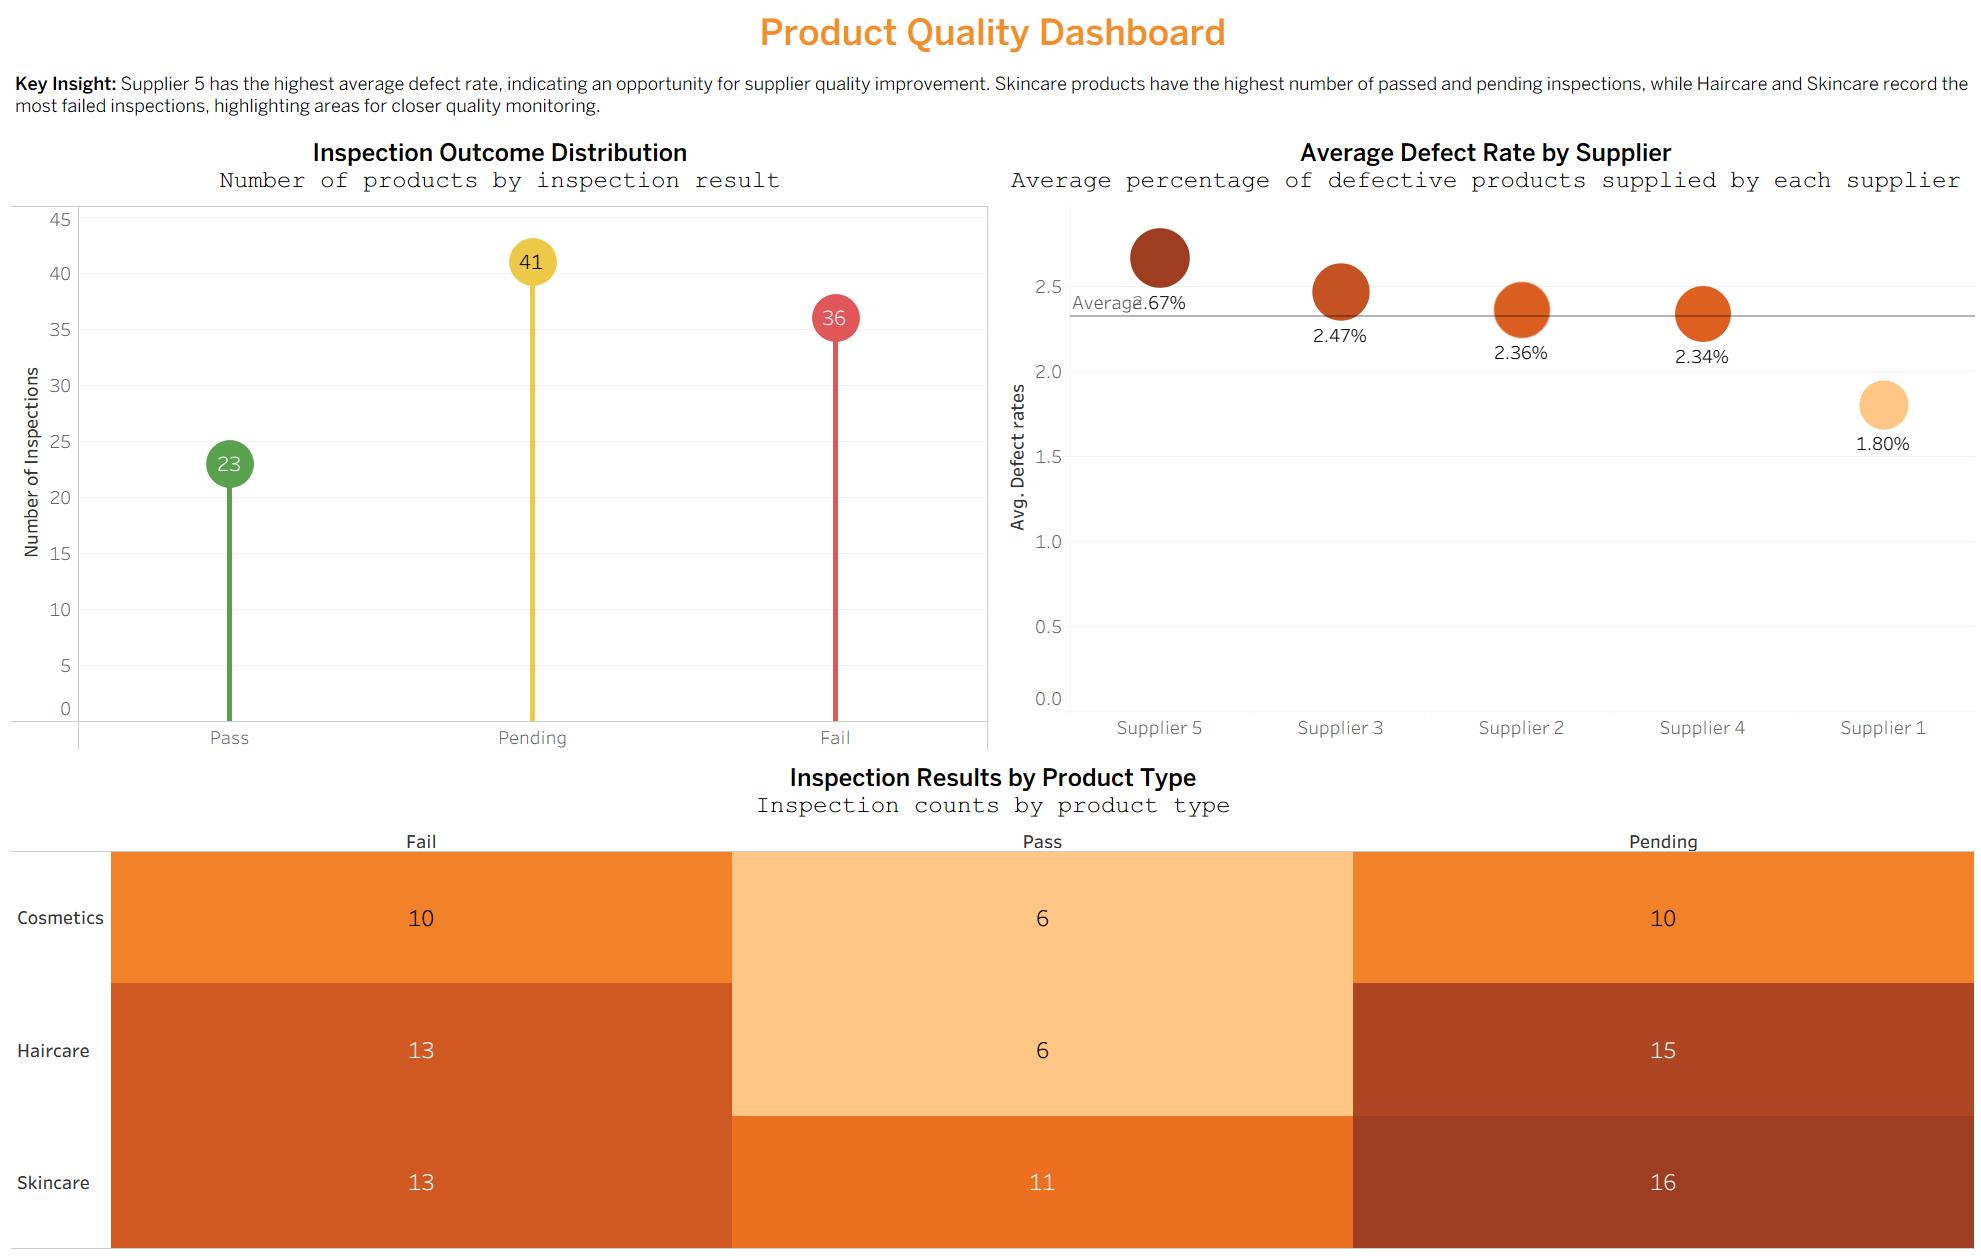 Product Quality Dashboard
Key Insight: Supplier 5 has the highest average defect rate, indicating an opportunity for supplier quality improvement. Skincare products have the highest number of passed and pending inspections, while Haircare and Skincare record the
most failed inspections, highlighting areas for closer quality monitoring.
Inspection Outcome Distribution
Number of products by inspection result
Number of Inspections
45
40
35
30
25
20
15
10
5
0
23
41
36
Pass
Pending
Fail
Average Defect Rate by Supplier
Average percentage of defective products supplied by each supplier
Avg. Defect rates
2.5
2.0
1.5
1.0
0.5
0.0
Average
2.67%
2.47%
2.36%
2.34%
1.80%
Supplier 5
Supplier 3
Supplier 2
Supplier 4
Supplier 1
Inspection Results by Product Type
Inspection counts by product type
Fail Pass Pending
Cosmetics 10 6 10
Haircare 13 6 15
Skincare 13 11 16